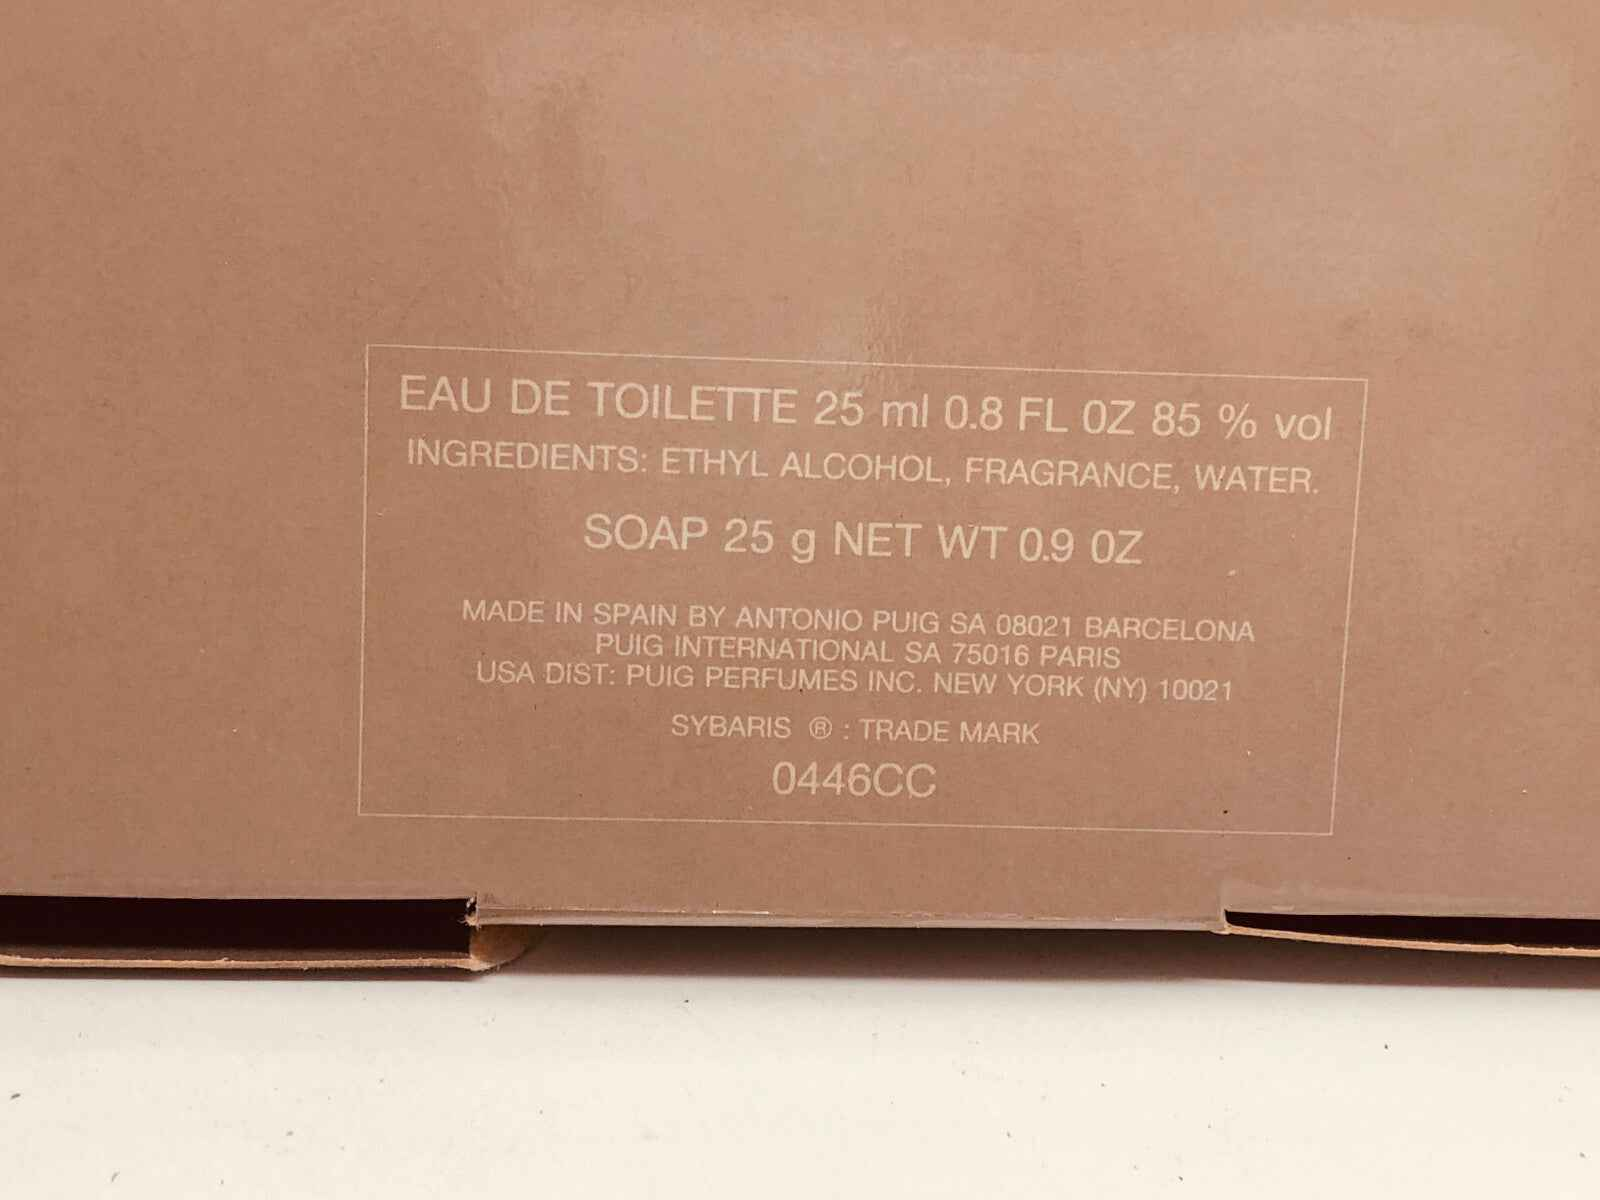 EAU DE TOILETTE 25 ml 0.8 FL OZ 85 % vol
INGREDIENTS: ETHYL ALCOHOL, FRAGRANCE, WATER.
SOAP 25 g NET WT 0.9 OZ
MADE IN SPAIN BY ANTONIO PUIG SA 08021 BARCELONA
PUIG INTERNATIONAL SA 75016 PARIS
USA DIST: PUIG PERFUMES INC. NEW YORK (NY) 10021
SYBARIS ® : TRADE MARK
0446CC